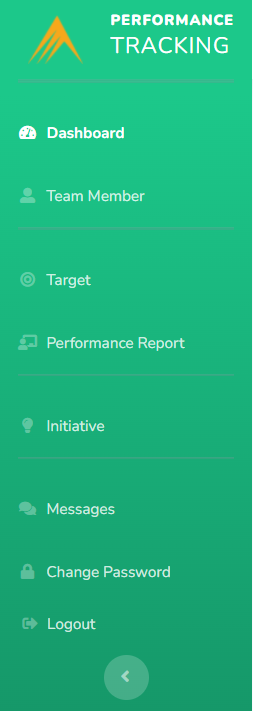 PERFORMANCE
TRACKING
Dashboard
Team Member
Target
Performance Report
Initiative
Messages
Change Password
Logout